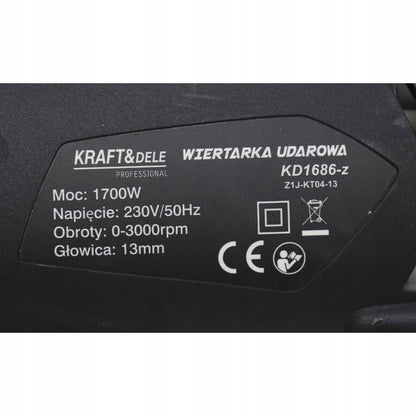 KRAFT&DELE
PROFESSIONAL
WIERTARKA UDAROWA
KD1686-z
Z1J-KT04-13
Moc: 1700W
Napięcie: 230V/50Hz
Obroty: 0-3000rpm
Głowica: 13mm
CE